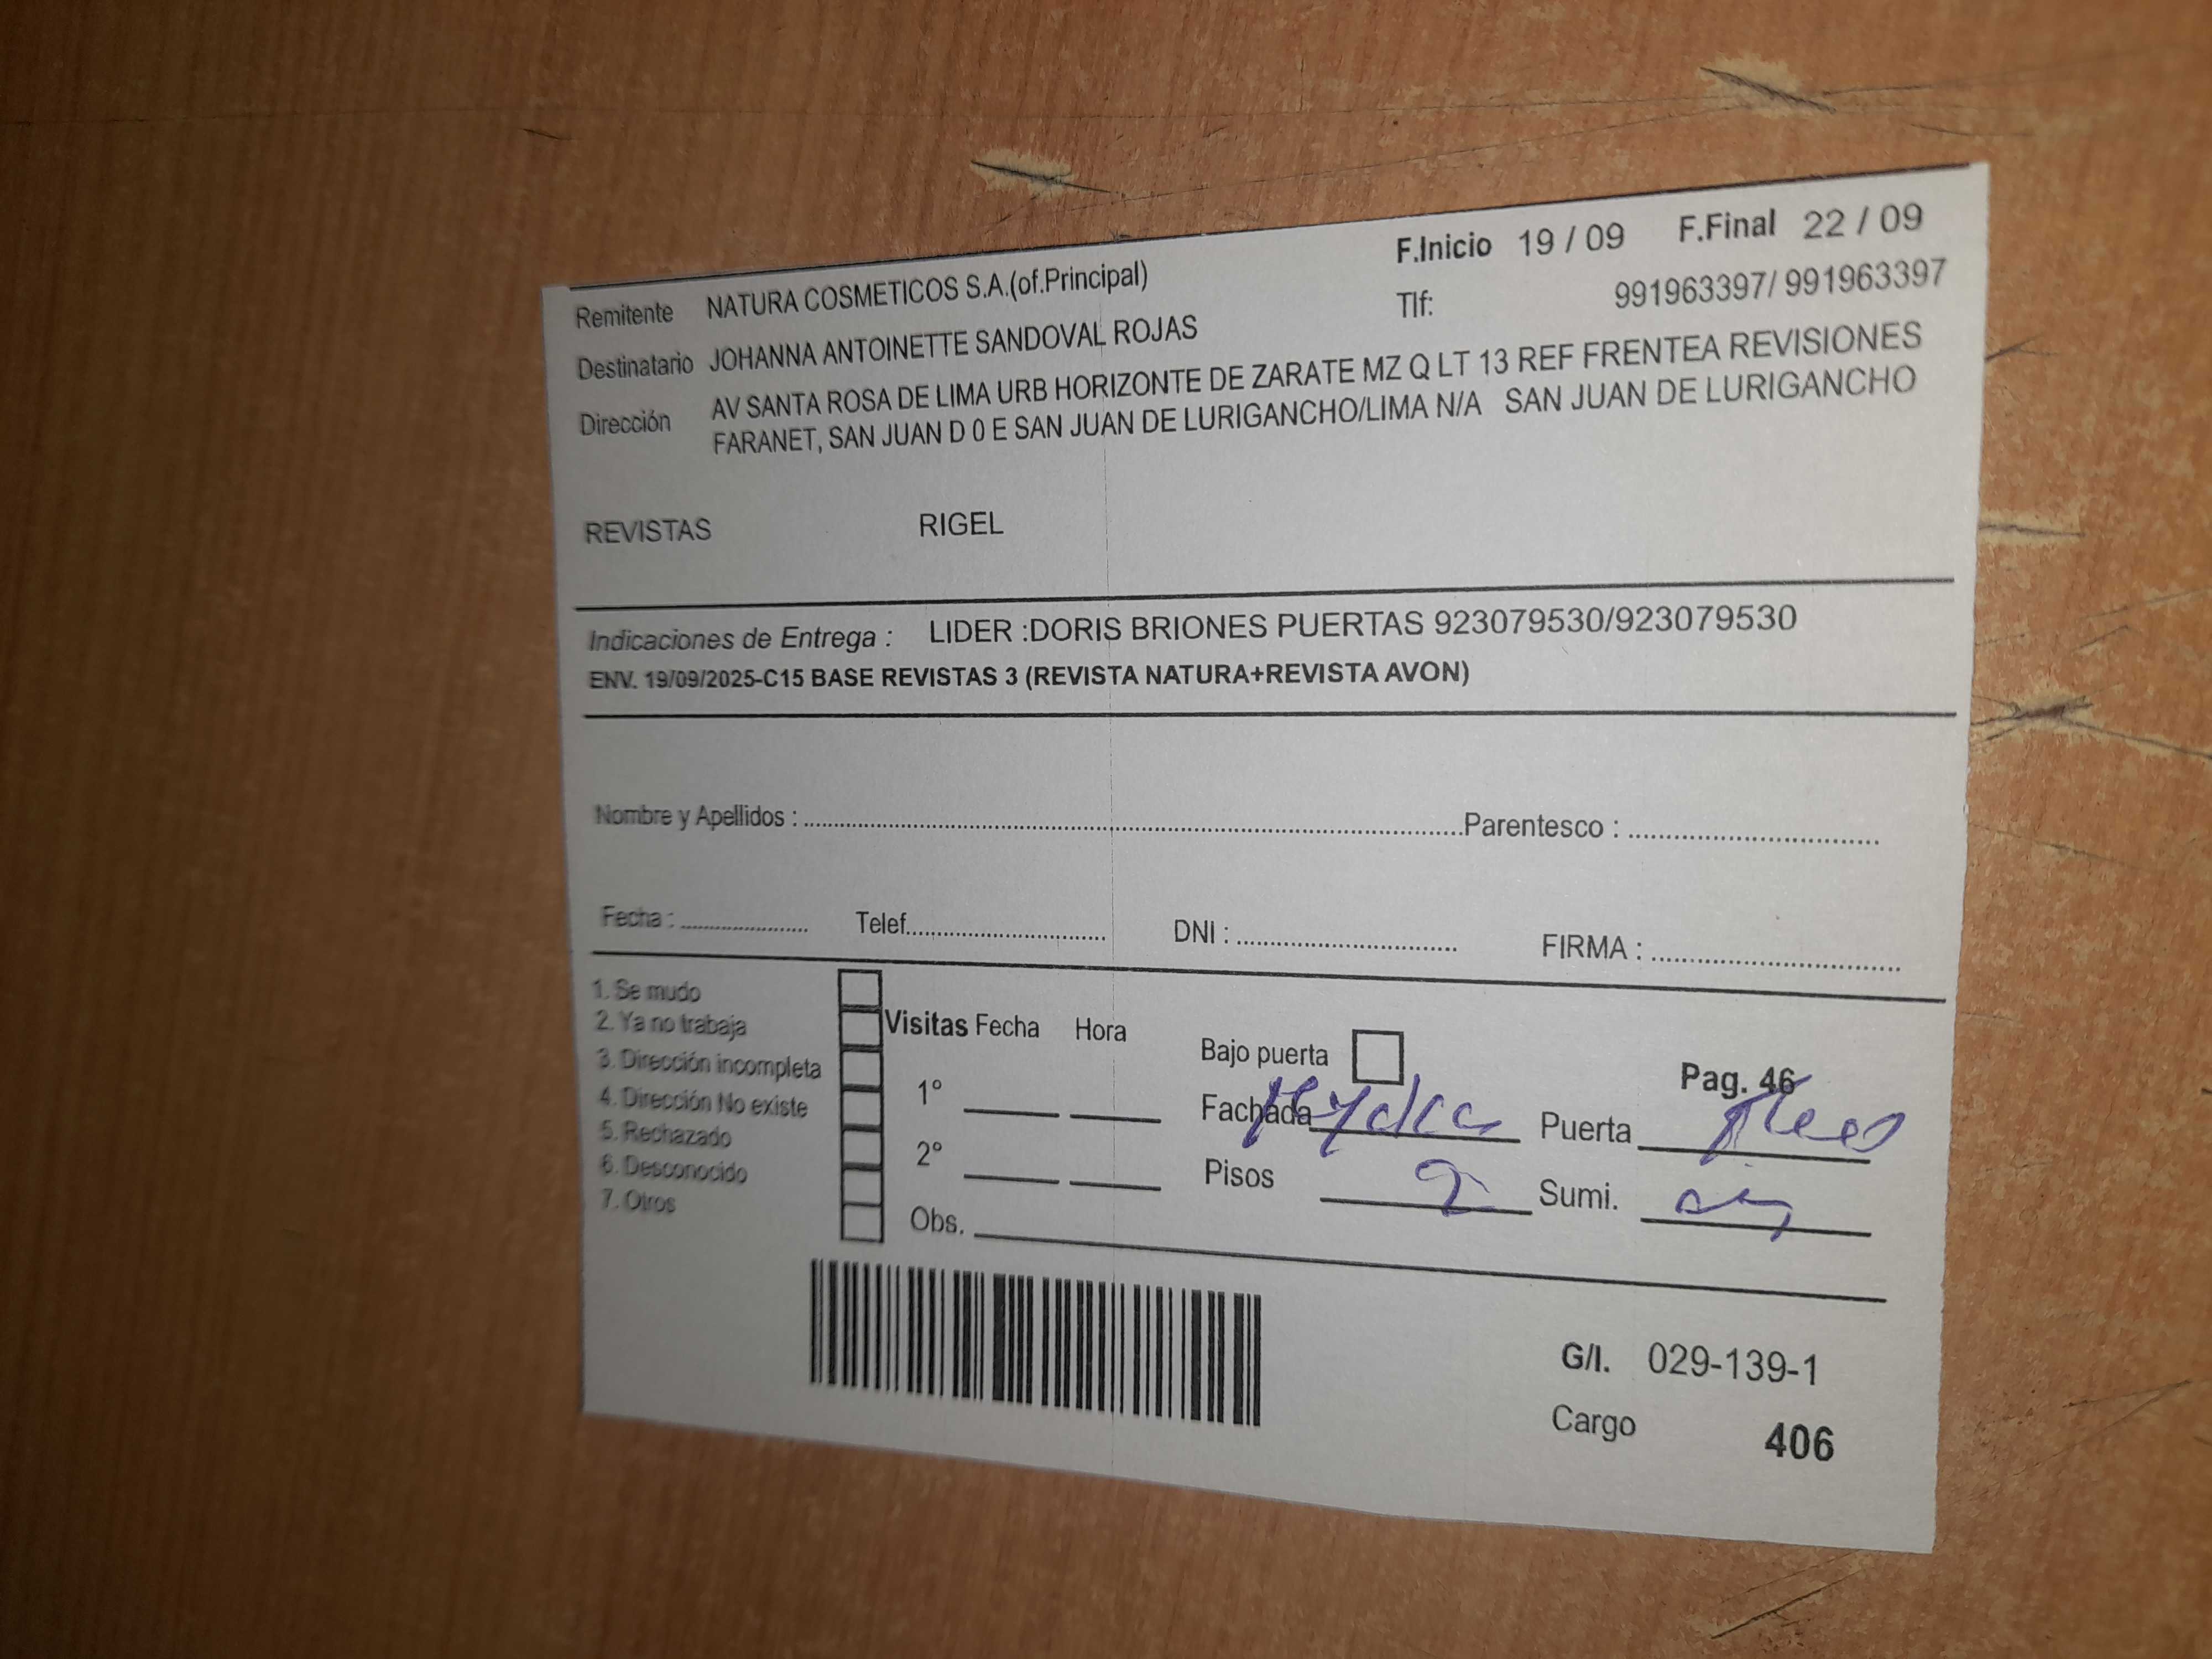 F.Inicio 19 / 09 F.Final 22 / 09
Remitente NATURA COSMETICOS S.A.(of.Principal) Tlf: 991963397/ 991963397
Destinatario JOHANNA ANTOINETTE SANDOVAL ROJAS
Dirección AV SANTA ROSA DE LIMA URB HORIZONTE DE ZARATE MZ Q LT 13 REF FRENTEA REVISIONES
FARANET, SAN JUAN D 0 E SAN JUAN DE LURIGANCHO/LIMA N/A SAN JUAN DE LURIGANCHO
REVISTAS RIGEL
Indicaciones de Entrega : LIDER :DORIS BRIONES PUERTAS 923079530/923079530
ENV. 19/09/2025-C15 BASE REVISTAS 3 (REVISTA NATURA+REVISTA AVON)
Nombre y Apellidos : Parentesco :
Fecha : Telef. DNI : FIRMA :
1. Se mudo
2. Ya no trabaja
3. Dirección incompleta
4. Dirección No existe
5. Rechazado
6. Desconocido
7. Otros
Visitas Fecha Hora
1°
2°
Obs.
Bajo puerta Pag. 46
Fachada Puerta
Pisos 2 Sumi.
G/I. 029-139-1
Cargo 406